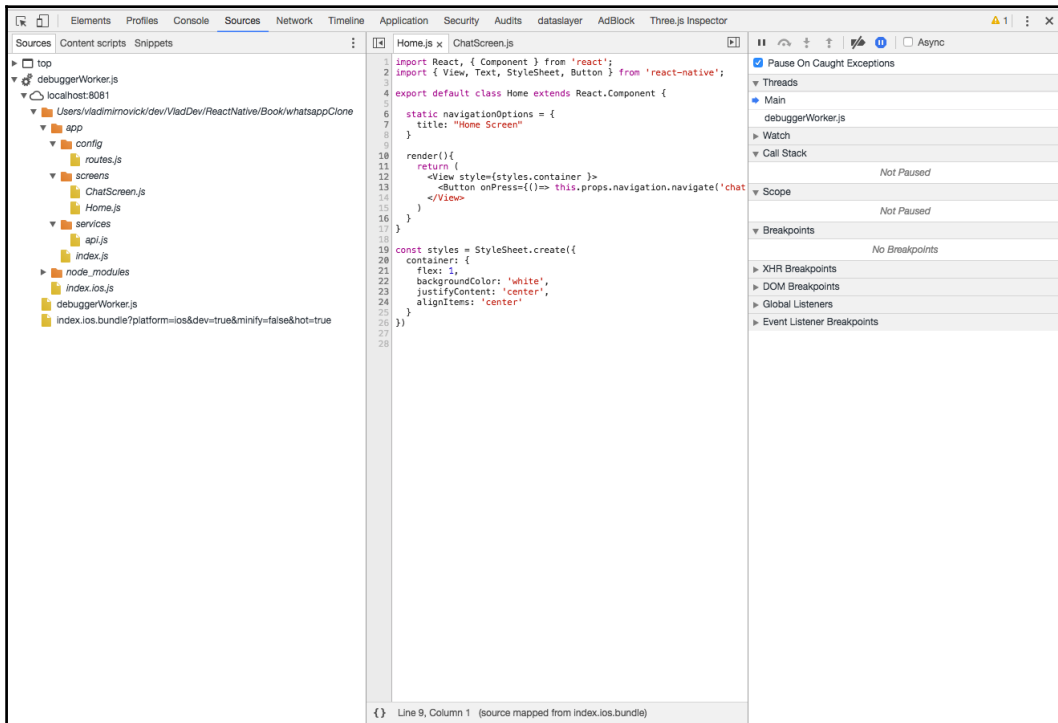 Elements Profiles Console Sources Network Timeline Application Security Audits dataslayer AdBlock Three.js Inspector 1
Sources Content scripts Snippets
top
debuggerWorker.js
localhost:8081
Users/vladimirnovick/dev/VladDev/ReactNative/Book/whatsappClone
app
config
routes.js
screens
ChatScreen.js
Home.js
services
api.js
index.js
node_modules
index.ios.js
debuggerWorker.js
index.ios.bundle?platform=ios&dev=true&minify=false&hot=true
Home.js x ChatScreen.js
1 import React, { Component } from 'react';
2 import { View, Text, StyleSheet, Button } from 'react-native';
3
4 export default class Home extends React.Component {
5
6 static navigationOptions = {
7 title: "Home Screen"
8 }
9
10 render(){
11 return (
12 <View style={styles.container }>
13 <Button onPress={()=> this.props.navigation.navigate('chat
14 </View>
15 )
16 }
17 }
18
19 const styles = StyleSheet.create({
20 container: {
21 flex: 1,
22 backgroundColor: 'white',
23 justifyContent: 'center',
24 alignItems: 'center'
25 }
26 })
27
28
{} Line 9, Column 1 (source mapped from index.ios.bundle)
Async
Pause On Caught Exceptions
Threads
Main
debuggerWorker.js
Watch
Call Stack
Not Paused
Scope
Not Paused
Breakpoints
No Breakpoints
XHR Breakpoints
DOM Breakpoints
Global Listeners
Event Listener Breakpoints